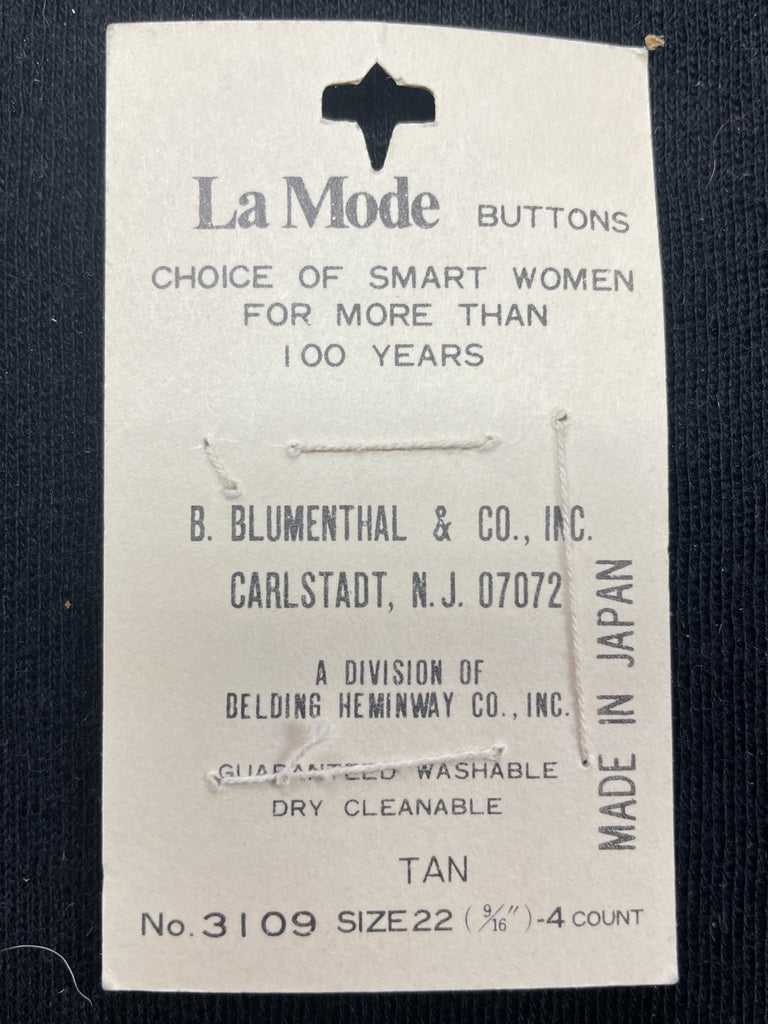 La Mode BUTTONS
CHOICE OF SMART WOMEN
FOR MORE THAN
100 YEARS
B. BLUMENTHAL & CO., INC.
CARLSTADT, N.J. 07072
A DIVISION OF
BELDING HEMINWAY CO., INC.
GUARANTEED WASHABLE
DRY CLEANABLE
MADE IN JAPAN
TAN
No. 3109 SIZE 22 (9/16")-4 COUNT